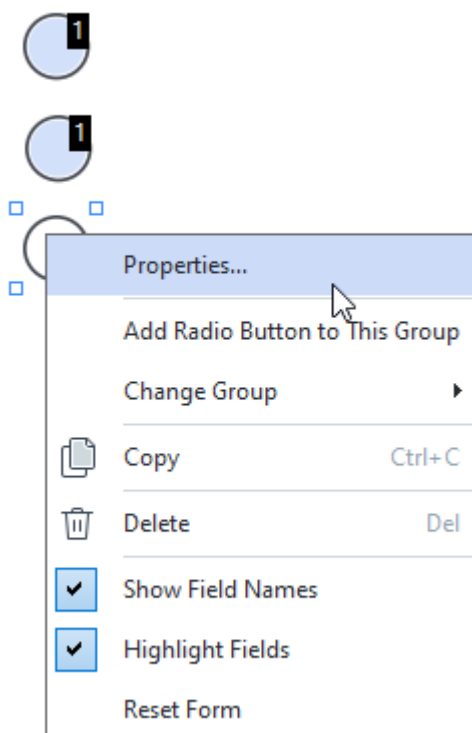 1
1
Properties...
Add Radio Button to This Group
Change Group
Copy Ctrl+C
Delete Del
Show Field Names
Highlight Fields
Reset Form